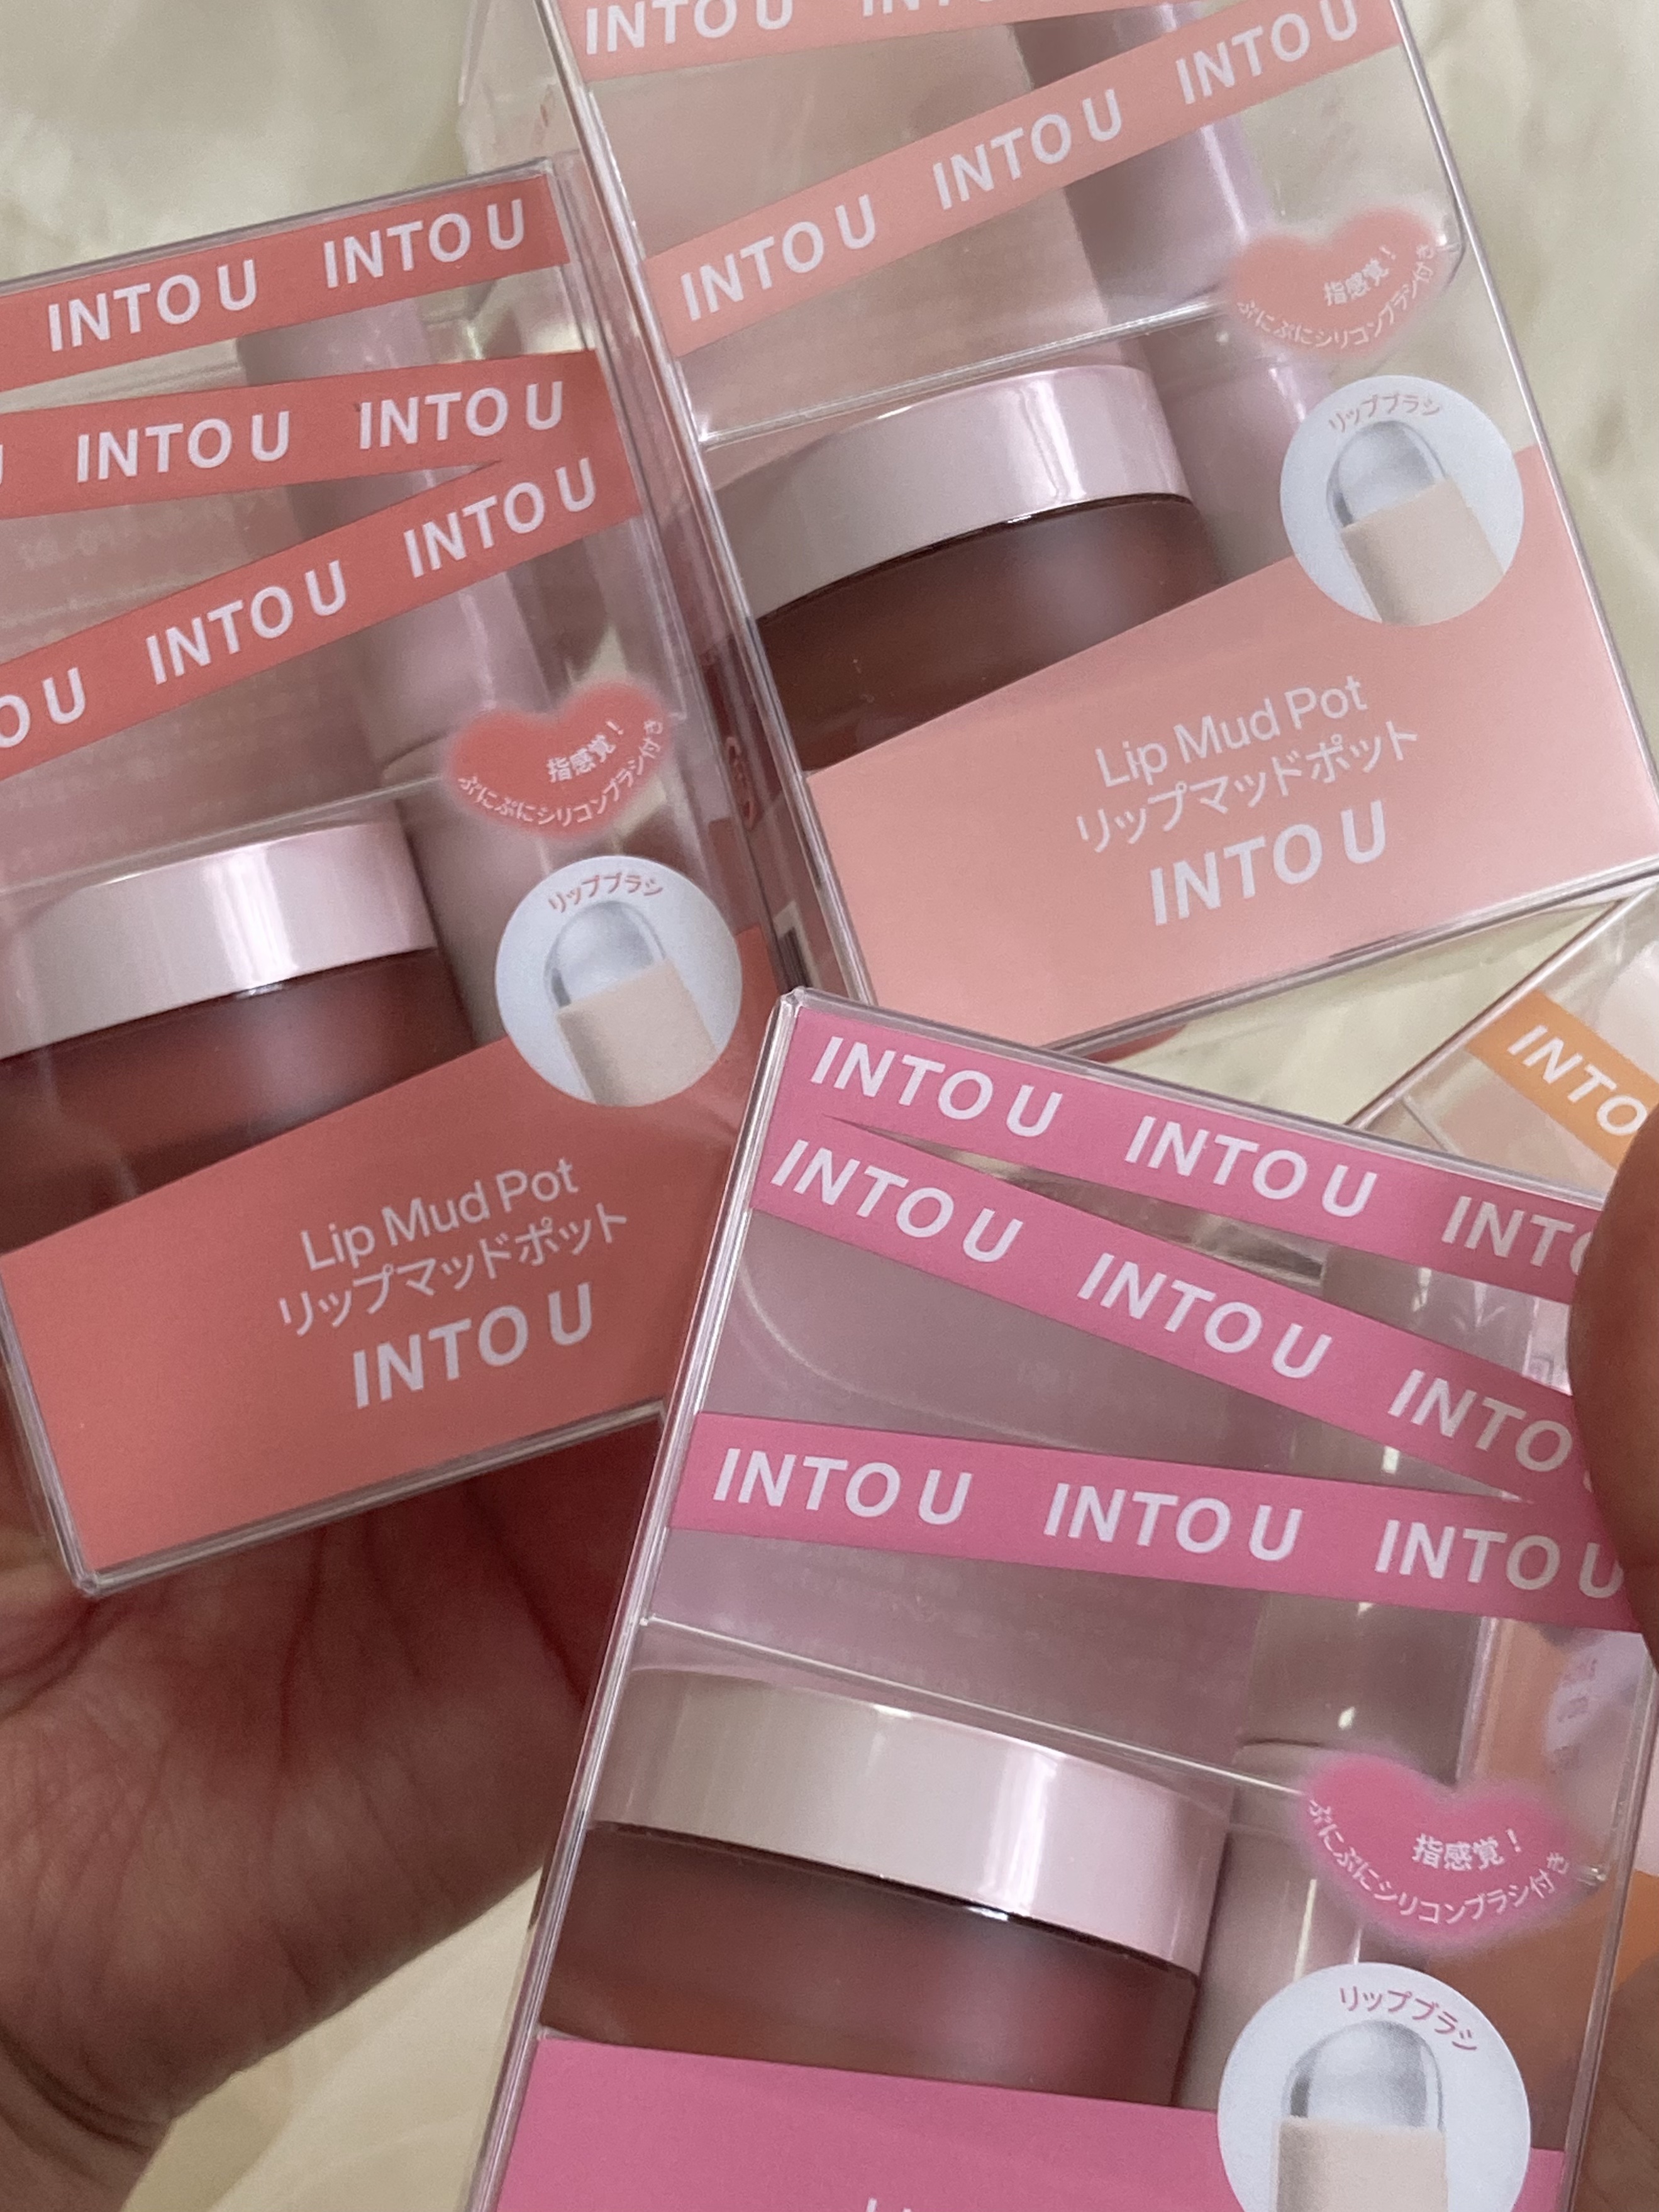 INTO U INTO U
INTO U INTO U
INTO U INTO U
INTO U INTO U
指感覚！
ぷにぷにシリコンブラシ付き
リップブラシ
Lip Mud Pot
リップマッドポット
INTO U
INTO U
INTO U INTO U INTO U
指感覚！
ぷにぷにシリコンブラシ付き
リップブラシ
Lip Mud Pot
リップマッドポット
INTO U
INTO U INTO U INTO
INTO U INTO U INTO U
INTO U INTO U INTO U
指感覚！
ぷにぷにシリコンブラシ付き
リップブラシ
INTO